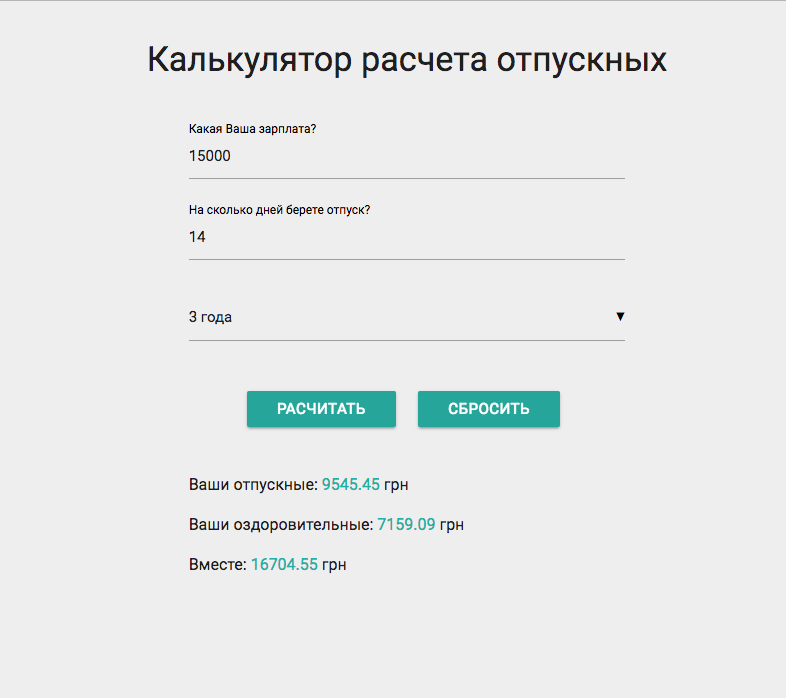 Калькулятор расчета отпускных
Какая Ваша зарплата?
15000
На сколько дней берете отпуск?
14
3 года
РАСЧИТАТЬ СБРОСИТЬ
Ваши отпускные: 9545.45 грн
Ваши оздоровительные: 7159.09 грн
Вместе: 16704.55 грн